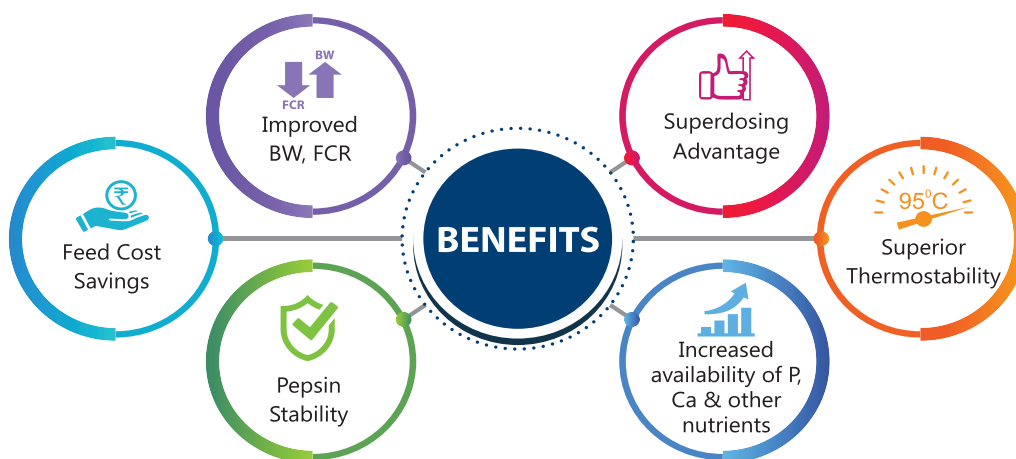 BW
FCR
Improved
BW, FCR
Superdosing
Advantage
₹
Feed Cost
Savings
BENEFITS
95⁰C
Superior
Thermostability
Pepsin
Stability
Increased
availability of P,
Ca & other
nutrients